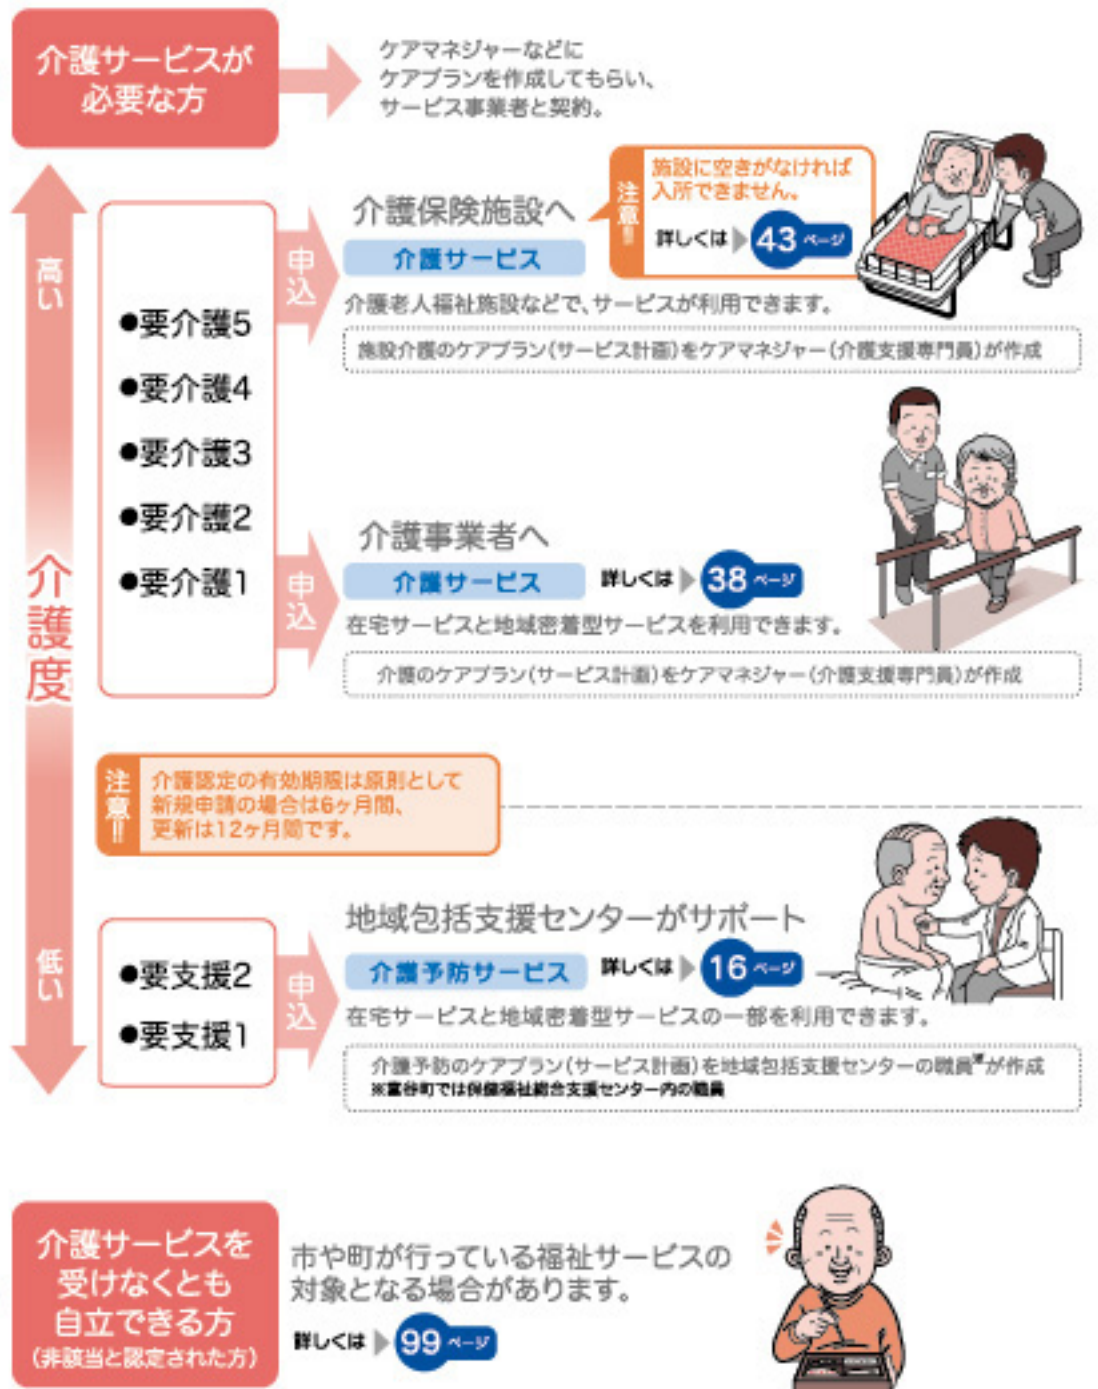 介護サービスが
必要な方
ケアマネジャーなどに
ケアプランを作成してもらい、
サービス事業者と契約。
高い
介護度
低い
●要介護5
●要介護4
●要介護3
●要介護2
●要介護1
申込
介護保険施設へ
介護サービス
注意!!
施設に空きがなければ
入所できません。
詳しくは 43 ページ
介護老人福祉施設などで、サービスが利用できます。
施設介護のケアプラン(サービス計画)をケアマネジャー(介護支援専門員)が作成
申込
介護事業者へ
介護サービス 詳しくは 38 ページ
在宅サービスと地域密着型サービスを利用できます。
介護のケアプラン(サービス計画)をケアマネジャー(介護支援専門員)が作成
注意!!
介護認定の有効期限は原則として
新規申請の場合は6ヶ月間、
更新は12ヶ月間です。
●要支援2
●要支援1
申込
地域包括支援センターがサポート
介護予防サービス 詳しくは 16 ページ
在宅サービスと地域密着型サービスの一部を利用できます。
介護予防のケアプラン(サービス計画)を地域包括支援センターの職員※が作成
※富谷町では保健福祉総合支援センター内の職員
介護サービスを
受けなくとも
自立できる方
(非該当と認定された方)
市や町が行っている福祉サービスの
対象となる場合があります。
詳しくは 99 ページ